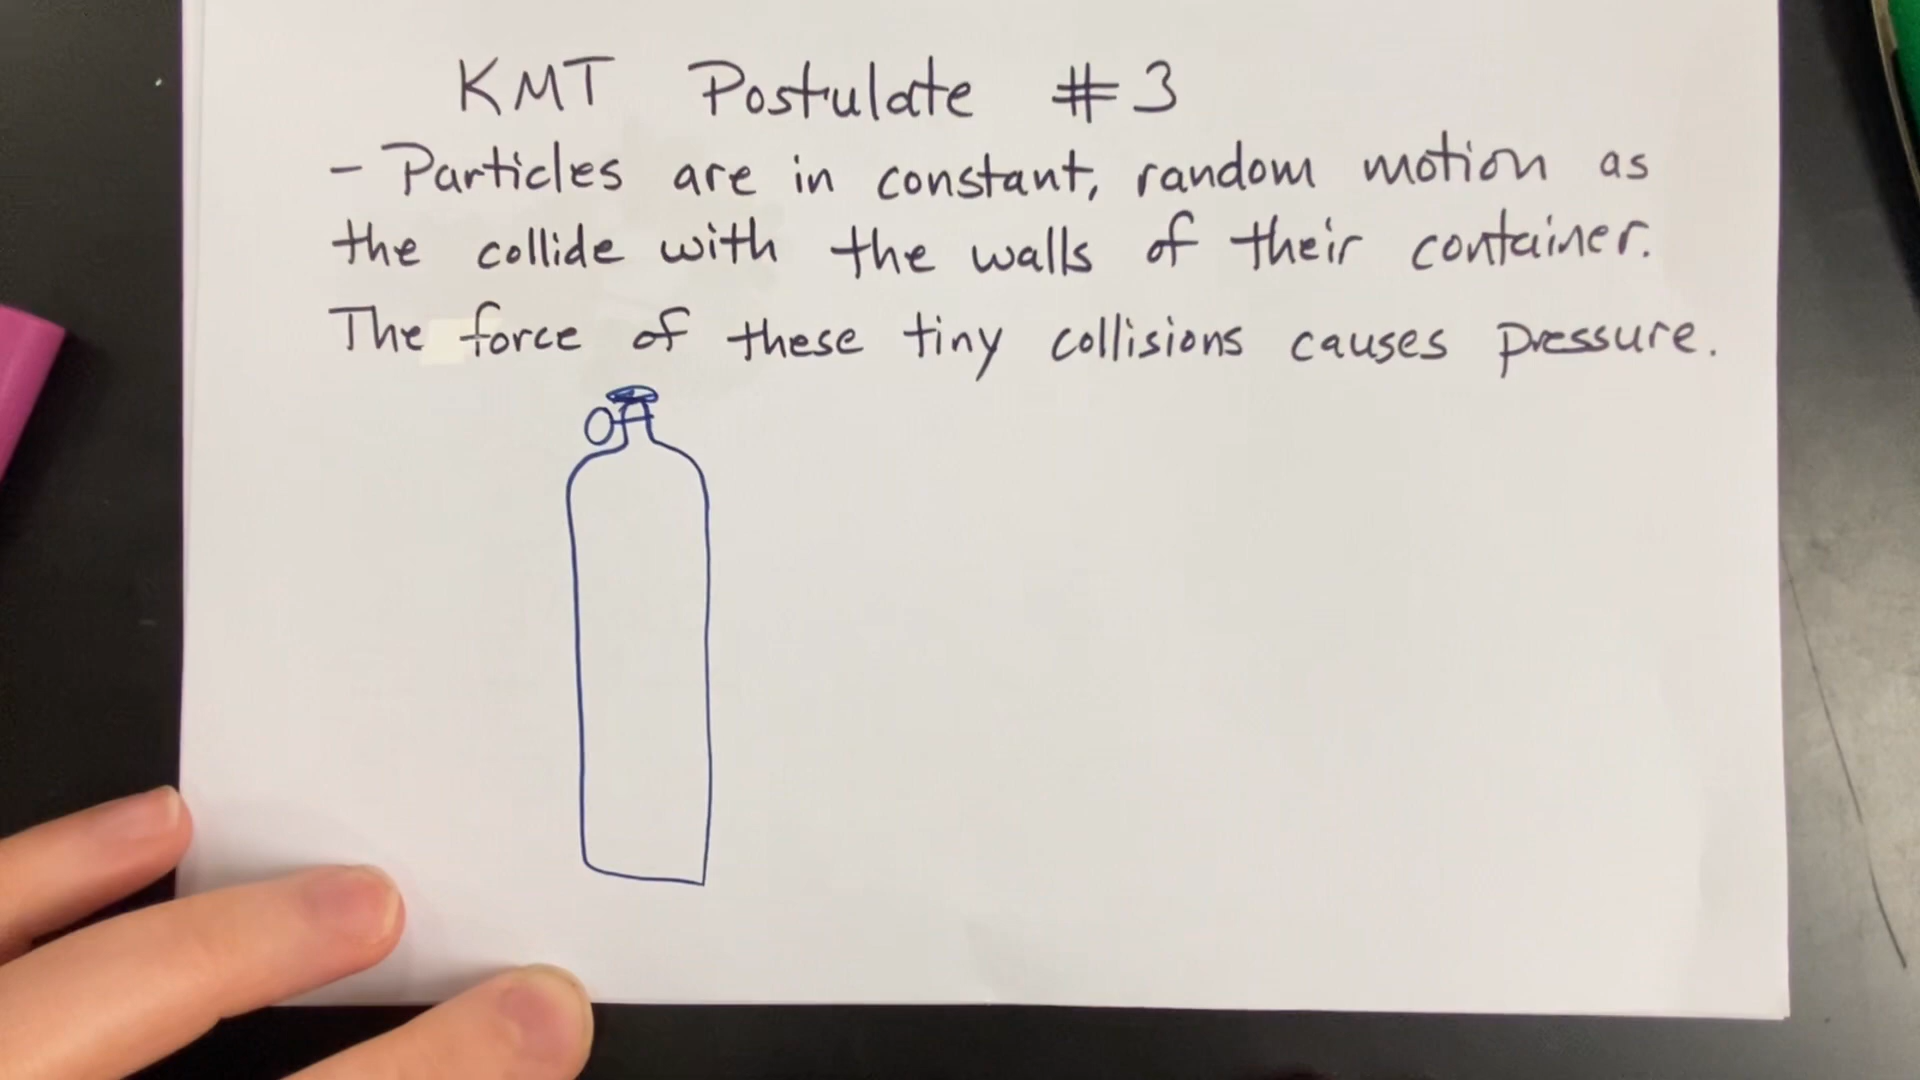 KMT Postulate #3
- Particles are in constant, random motion as
the collide with the walls of their container.
The force of these tiny collisions causes pressure.